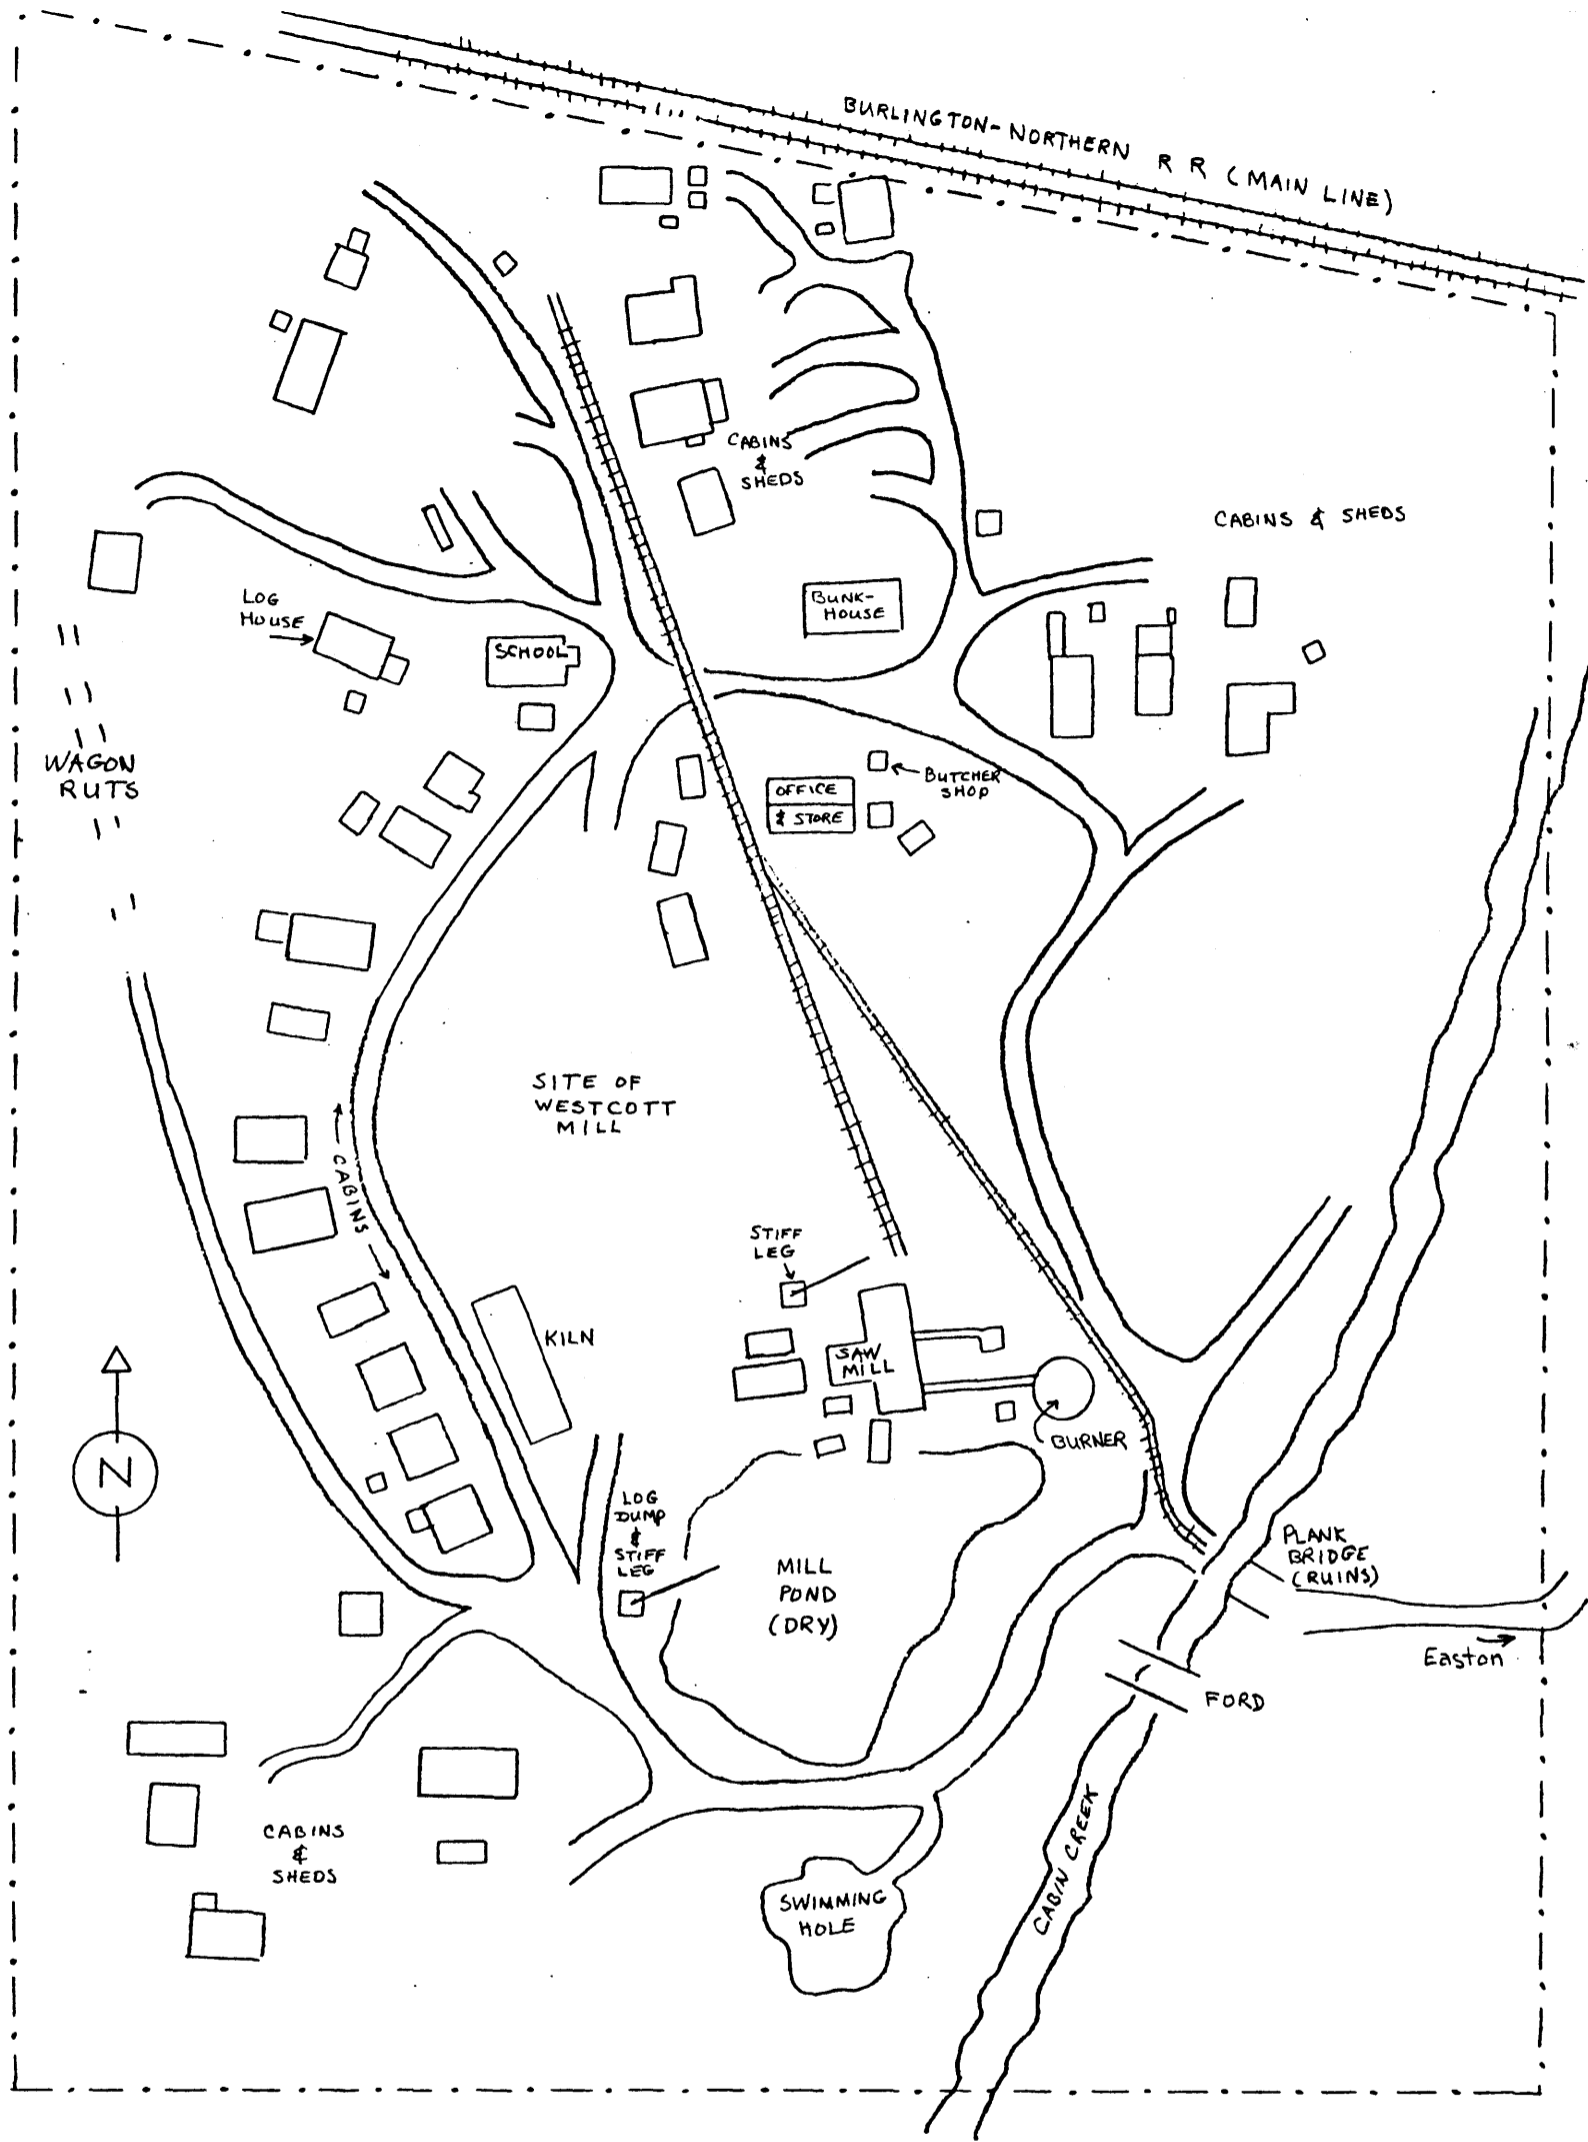 BURLINGTON-NORTHERN R R (MAIN LINE)
CABINS
&
SHEDS
CABINS & SHEDS
BUNK-
HOUSE
LOG
HOUSE
SCHOOL
WAGON
RUTS
OFFICE
& STORE
BUTCHER
SHOP
SITE OF
WESTCOTT
MILL
CABINS
STIFF
LEG
KILN
SAW
MILL
BURNER
N
LOG
DUMP
&
STIFF
LEG
MILL
POND
(DRY)
PLANK
BRIDGE
(RUINS)
Easton
FORD
CABINS
&
SHEDS
SWIMMING
HOLE
CABIN CREEK